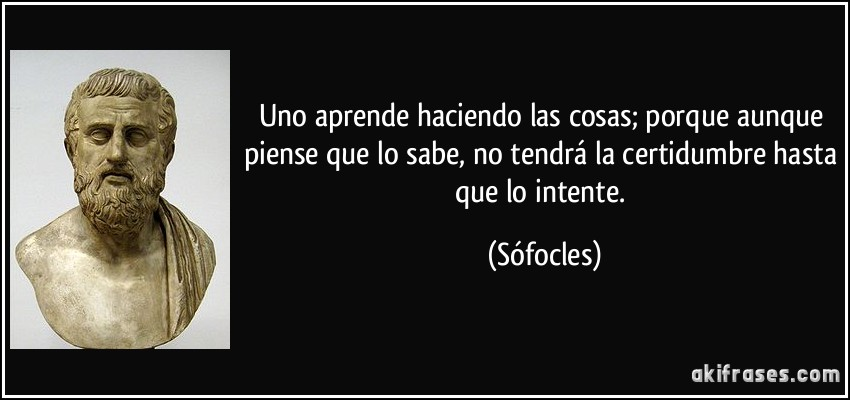 Uno aprende haciendo las cosas; porque aunque
piense que lo sabe, no tendrá la certidumbre hasta
que lo intente.
(Sófocles)
akifrases.com